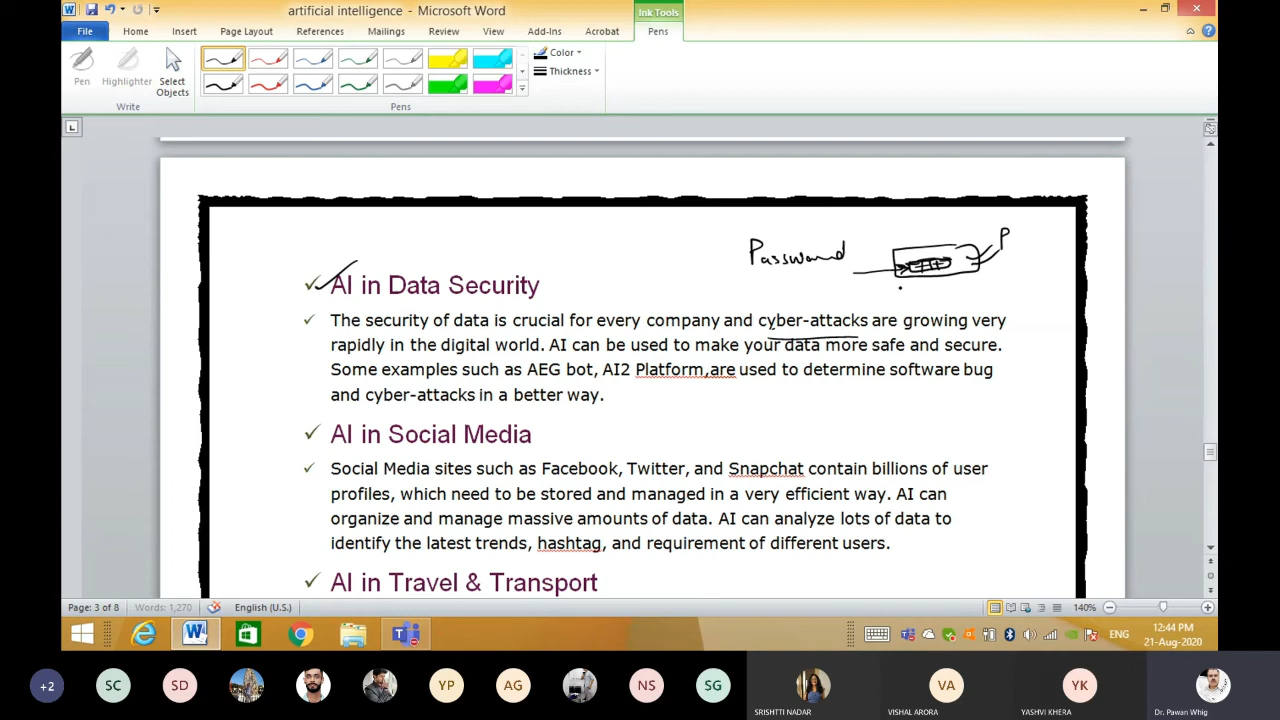 artificial intelligence - Microsoft Word
Ink Tools
File
Home
Insert
Page Layout
References
Mailings
Review
View
Add-Ins
Acrobat
Pens
Pen
Highlighter
Select
Objects
Color
Thickness
Write
Pens
Password
P
AI in Data Security
The security of data is crucial for every company and cyber-attacks are growing very
rapidly in the digital world. AI can be used to make your data more safe and secure.
Some examples such as AEG bot, AI2 Platform,are used to determine software bug
and cyber-attacks in a better way.
AI in Social Media
Social Media sites such as Facebook, Twitter, and Snapchat contain billions of user
profiles, which need to be stored and managed in a very efficient way. AI can
organize and manage massive amounts of data. AI can analyze lots of data to
identify the latest trends, hashtag, and requirement of different users.
AI in Travel & Transport
Page: 3 of 8
Words: 1,270
English (U.S.)
140%
ENG
12:44 PM
21-Aug-2020
+2
SC
SD
YP
AG
NS
SG
VA
YK
SRISHTTI NADAR
VISHAL ARORA
YASHVI KHERA
Dr. Pawan Whig